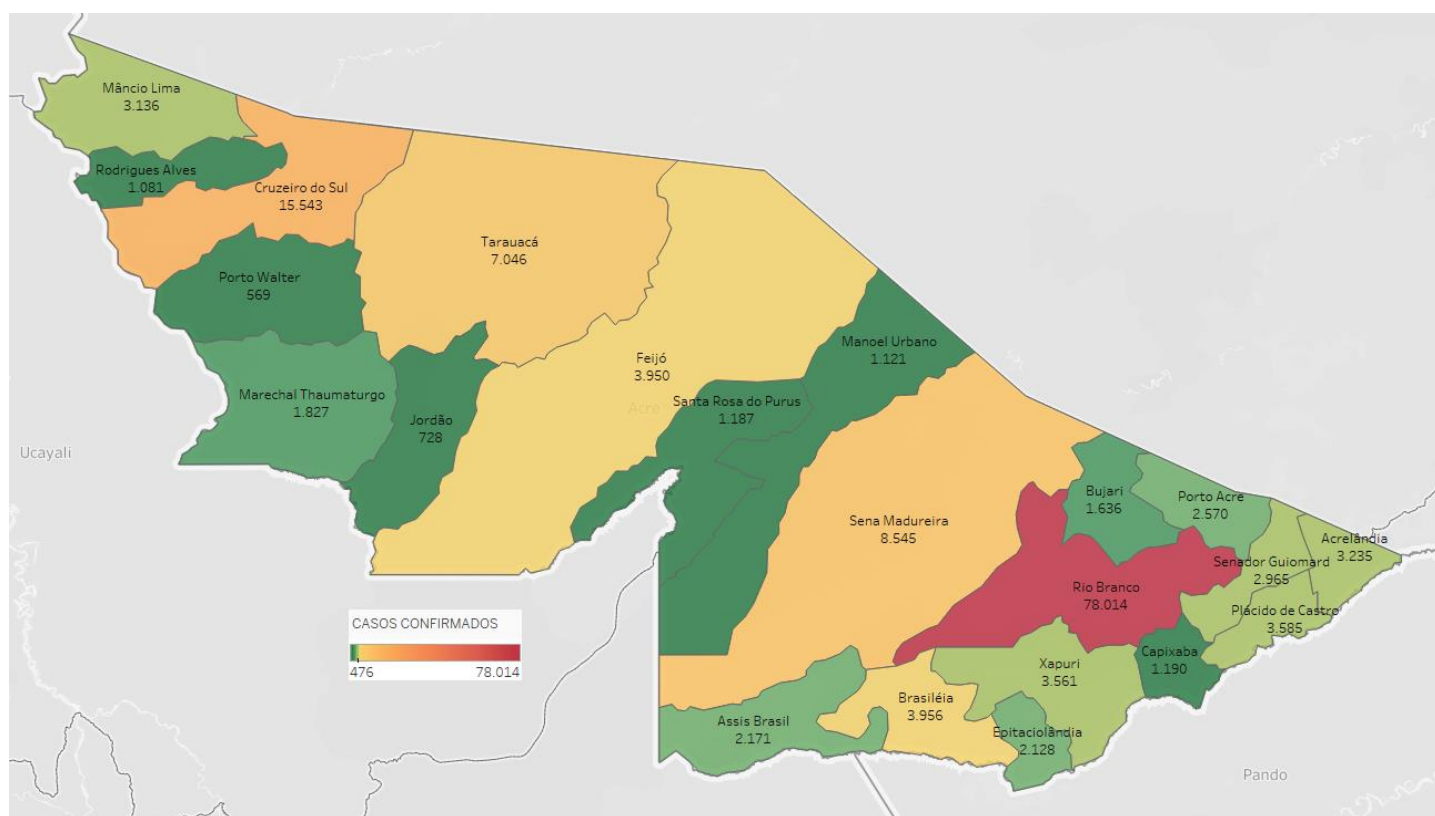 Mâncio Lima
3.136
Rodrigues Alves
1.081
Cruzeiro do Sul
15.543
Tarauacá
7.046
Porto Walter
569
Manoel Urbano
1.121
Feijó
3.950
Marechal Thaumaturgo
1.827
Jordão
728
Santa Rosa do Purus
1.187
Acre
Ucayali
Sena Madureira
8.545
Bujari
1.636
Porto Acre
2.570
Acrelândia
3.235
Senador Guiomard
2.965
Rio Branco
78.014
Plácido de Castro
3.585
CASOS CONFIRMADOS
476 78.014
Capixaba
1.190
Xapuri
3.561
Brasiléia
3.956
Assis Brasil
2.171
Epitaciolândia
2.128
Pando